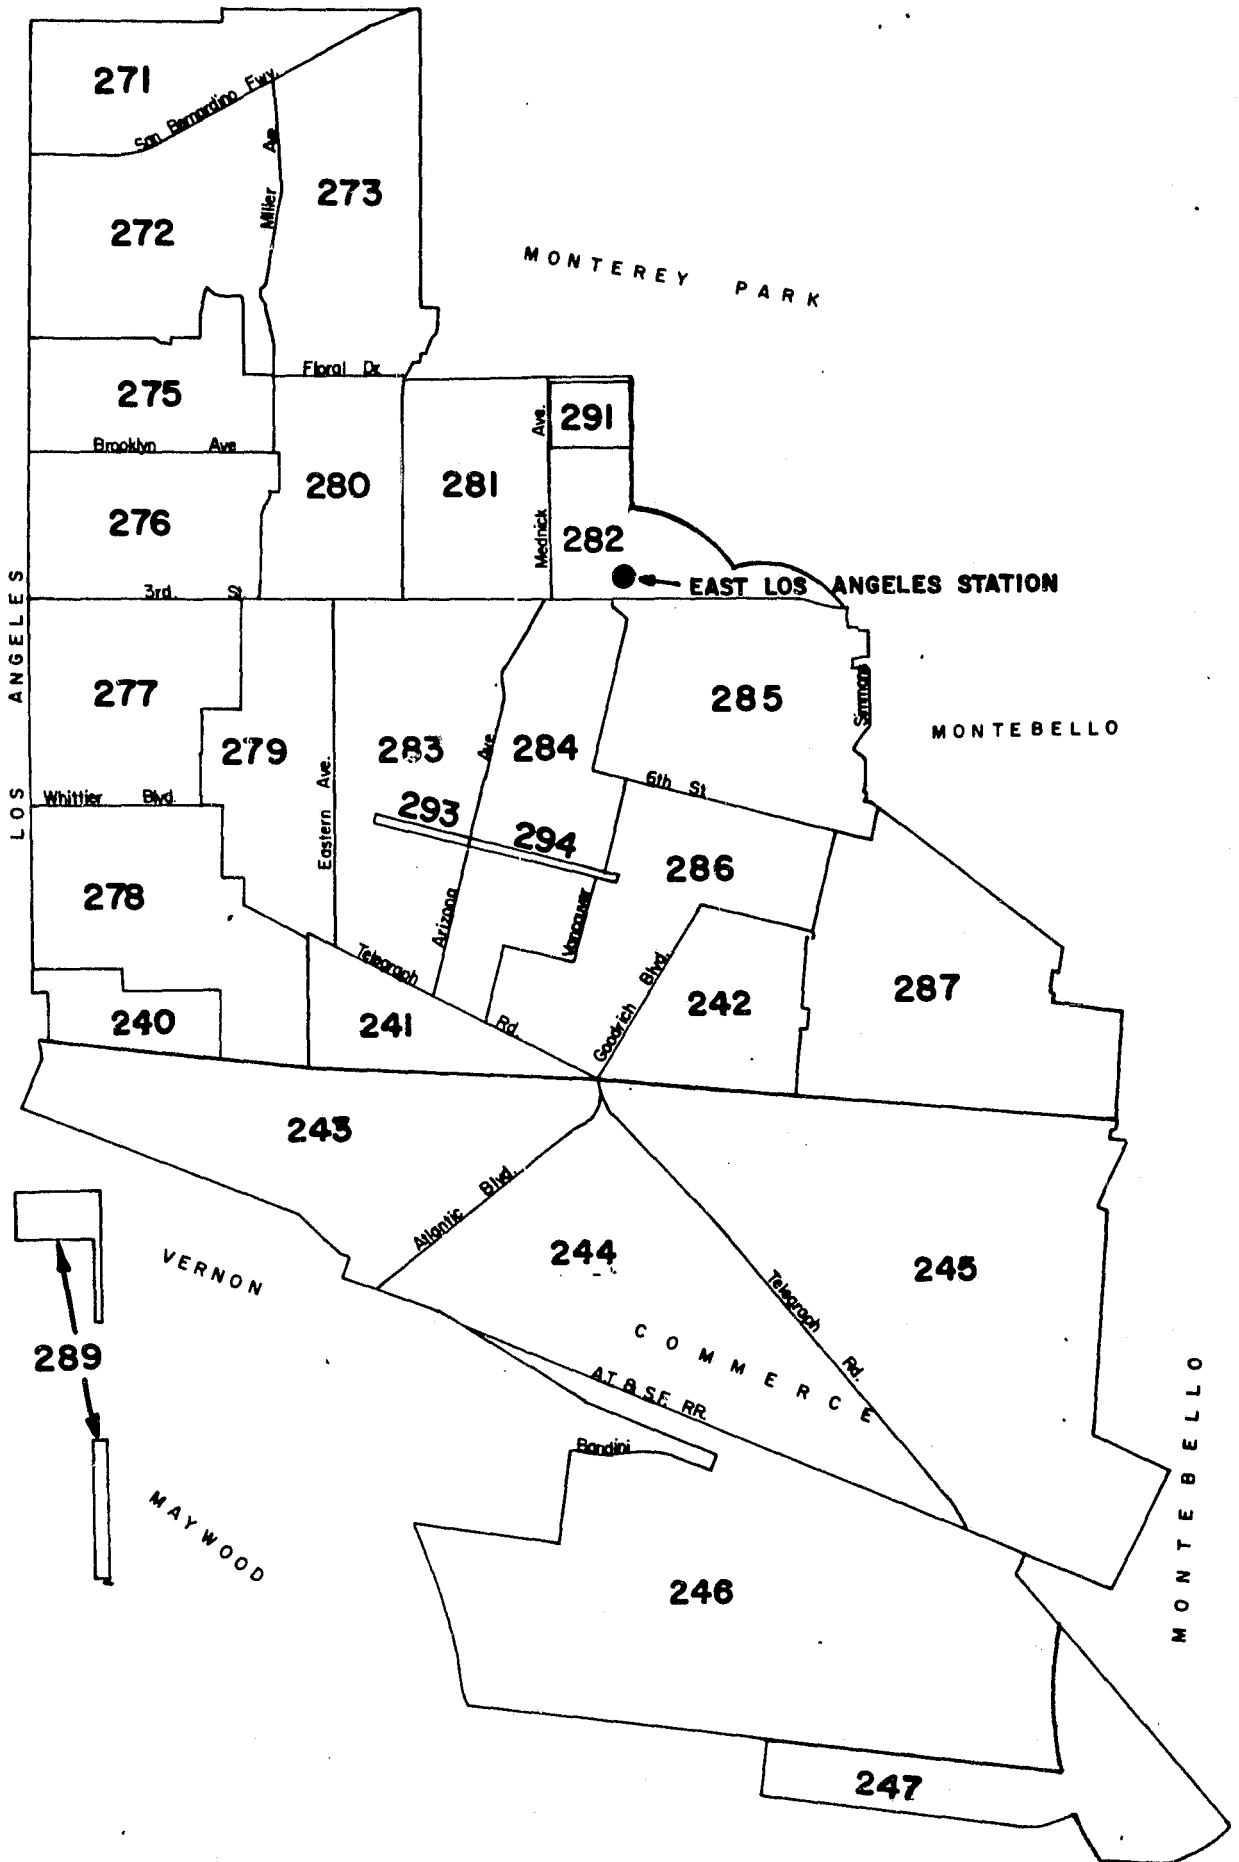 271
San Bernardino Fwy.
Miller Ave
273
272
MONTEREY PARK
Floral Dr.
275
291
Mednick Ave.
Brooklyn Ave
280
281
276
282
EAST LOS ANGELES STATION
3rd St
LOS ANGELES
277
285
Simmons
MONTEBELLO
279
283
Ave.
284
Eastern Ave.
6th St
Whittier Blvd.
293
294
286
278
Arizona
Vancouver
Telegraph Rd.
Goodrich Blvd.
287
242
240
241
243
Atlantic Blvd.
VERNON
244
245
Telegraph Rd.
COMMERCE
289
A.T. & S.F. RR.
MONTEBELLO
Bandini
MAYWOOD
246
247